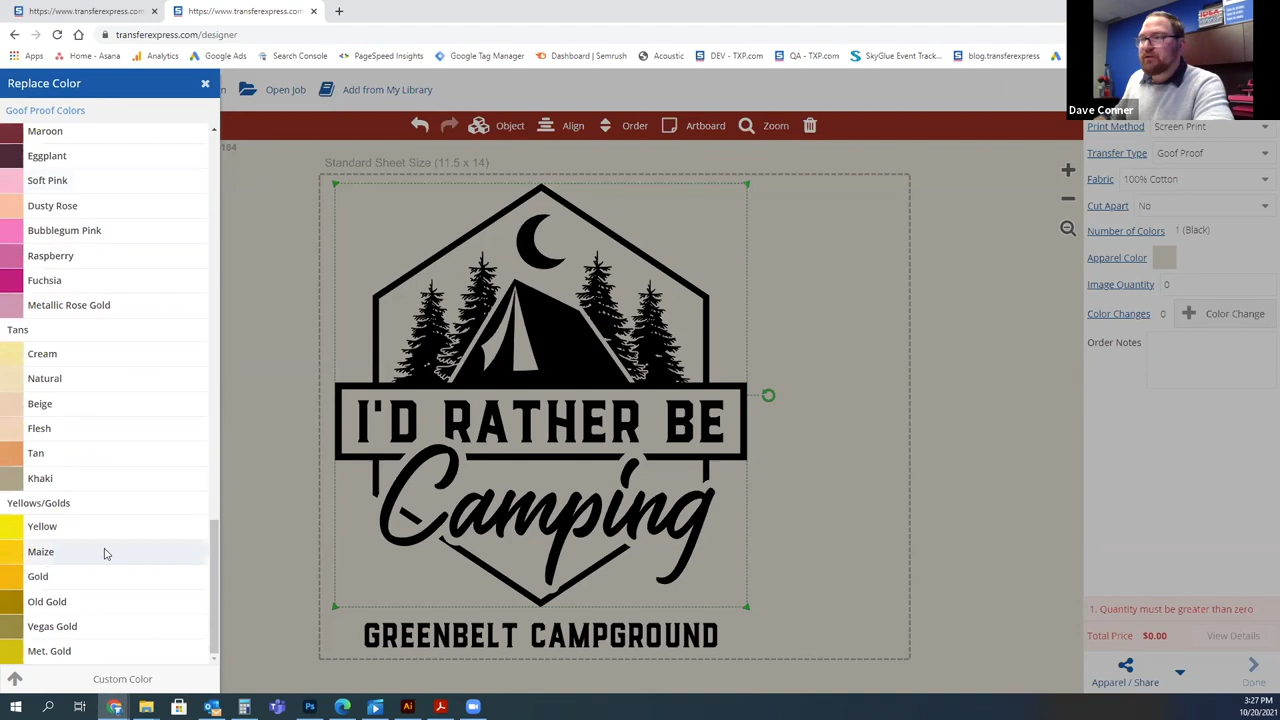 https://www.transferexpress.com/d
https://www.transferexpress.com/d
transferexpress.com/designer
Apps
Home - Asana
Analytics
Google Ads
Search Console
PageSpeed Insights
Google Tag Manager
Dashboard | Semrush
Acoustic
DEV - TXP.com
QA - TXP.com
SkyGlue Event Track...
blog.transferexpress
Replace Color
n
Open Job
Add from My Library
Dave Conner
Goof Proof Colors
Object
Align
Order
Artboard
Zoom
Maroon
Eggplant
Soft Pink
Dusty Rose
Bubblegum Pink
Raspberry
Fuchsia
Metallic Rose Gold
Tans
Cream
Natural
Beige
Flesh
Tan
Khaki
Yellows/Golds
Yellow
Maize
Gold
Old Gold
Vegas Gold
Met. Gold
Custom Color
164
Standard Sheet Size (11.5 x 14)
I'D RATHER BE
Camping
GREENBELT CAMPGROUND
Print Method Screen Print
Transfer Type Goof Proof
Fabric 100% Cotton
Cut Apart No
Number of Colors 1 (Black)
Apparel Color
Image Quantity 0
Color Changes 0 Color Change
Order Notes
1. Quantity must be greater than zero
Total Price $0.00 View Details
Apparel / Share
Done
3:27 PM
10/20/2021